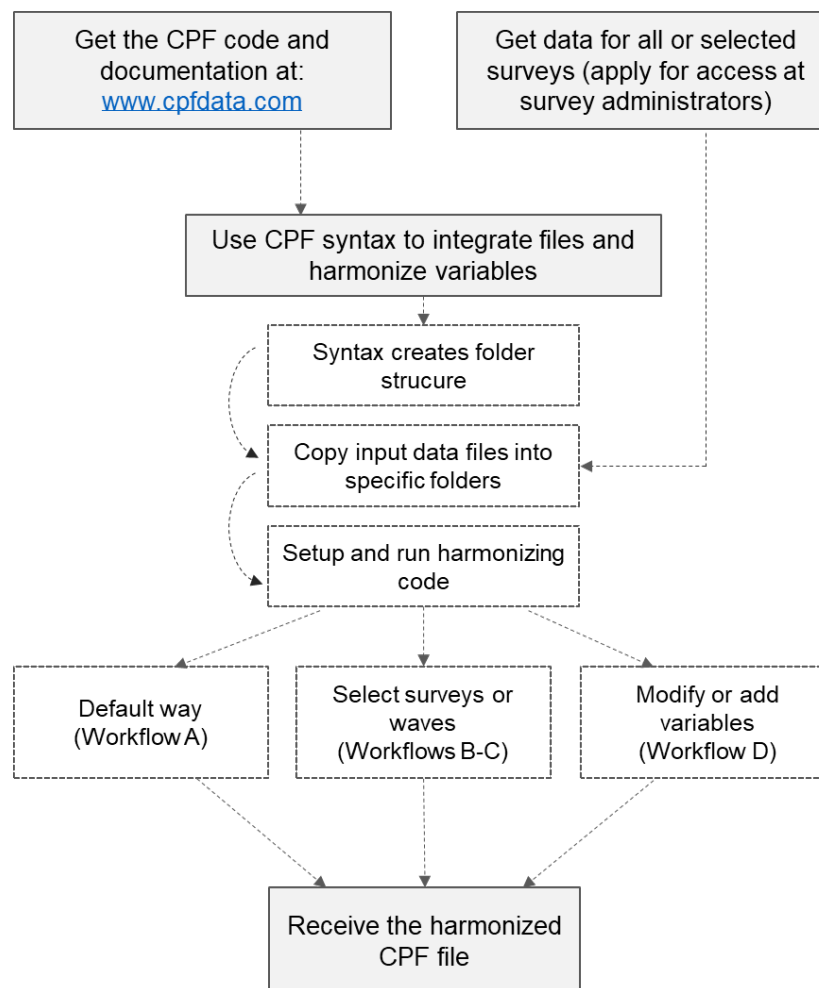 Get the CPF code and
documentation at:
www.cpfdata.com
Get data for all or selected
surveys (apply for access at
survey administrators)
Use CPF syntax to integrate files and
harmonize variables
Syntax creates folder
strucure
Copy input data files into
specific folders
Setup and run harmonizing
code
Default way
(Workflow A)
Select surveys or
waves
(Workflows B-C)
Modify or add
variables
(Workflow D)
Receive the harmonized
CPF file